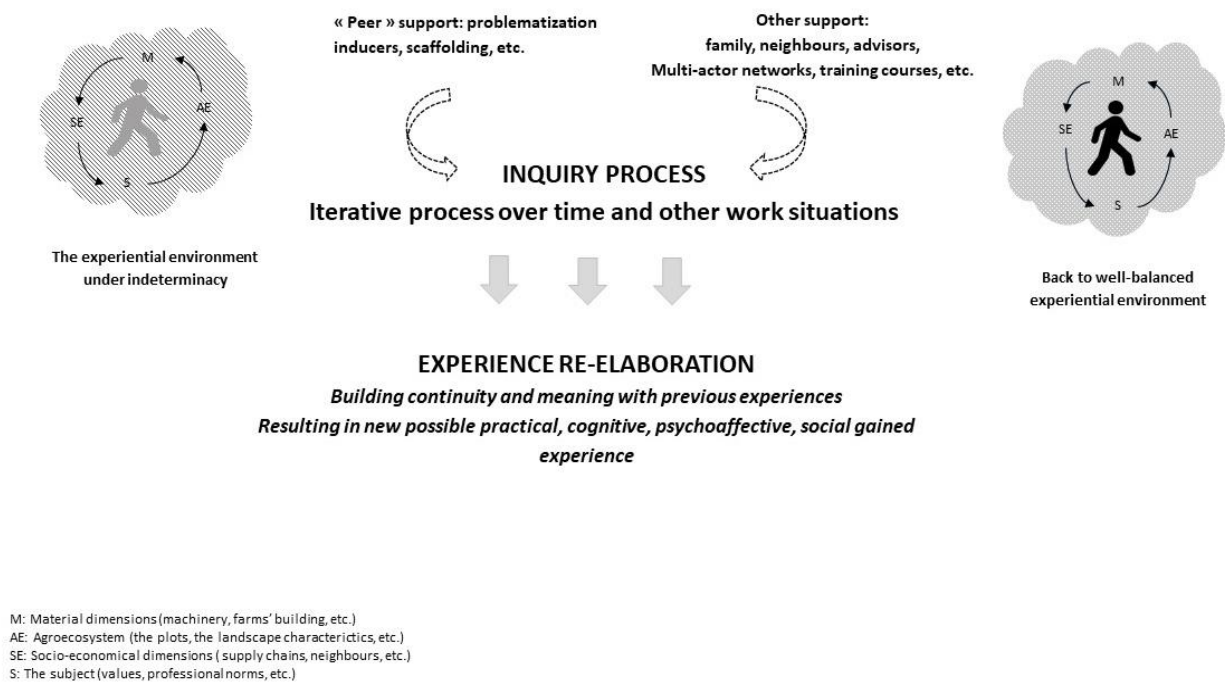 « Peer » support: problematization
inducers, scaffolding, etc.
Other support:
family, neighbours, advisors,
Multi-actor networks, training courses, etc.
M
SE
AE
S
The experiential environment
under indeterminacy
INQUIRY PROCESS
Iterative process over time and other work situations
M
SE
AE
S
Back to well-balanced
experiential environment
EXPERIENCE RE-ELABORATION
Building continuity and meaning with previous experiences
Resulting in new possible practical, cognitive, psychoaffective, social gained
experience
M: Material dimensions (machinery, farms' building, etc.)
AE: Agroecosystem (the plots, the landscape characterictics, etc.)
SE: Socio-economical dimensions ( supply chains, neighbours, etc.)
S: The subject (values, professional norms, etc.)